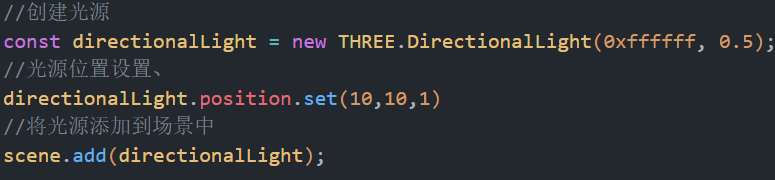 //创建光源
const directionalLight = new THREE.DirectionalLight(0xffffff, 0.5);
//光源位置设置、
directionalLight.position.set(10,10,1)
//将光源添加到场景中
scene.add(directionalLight);